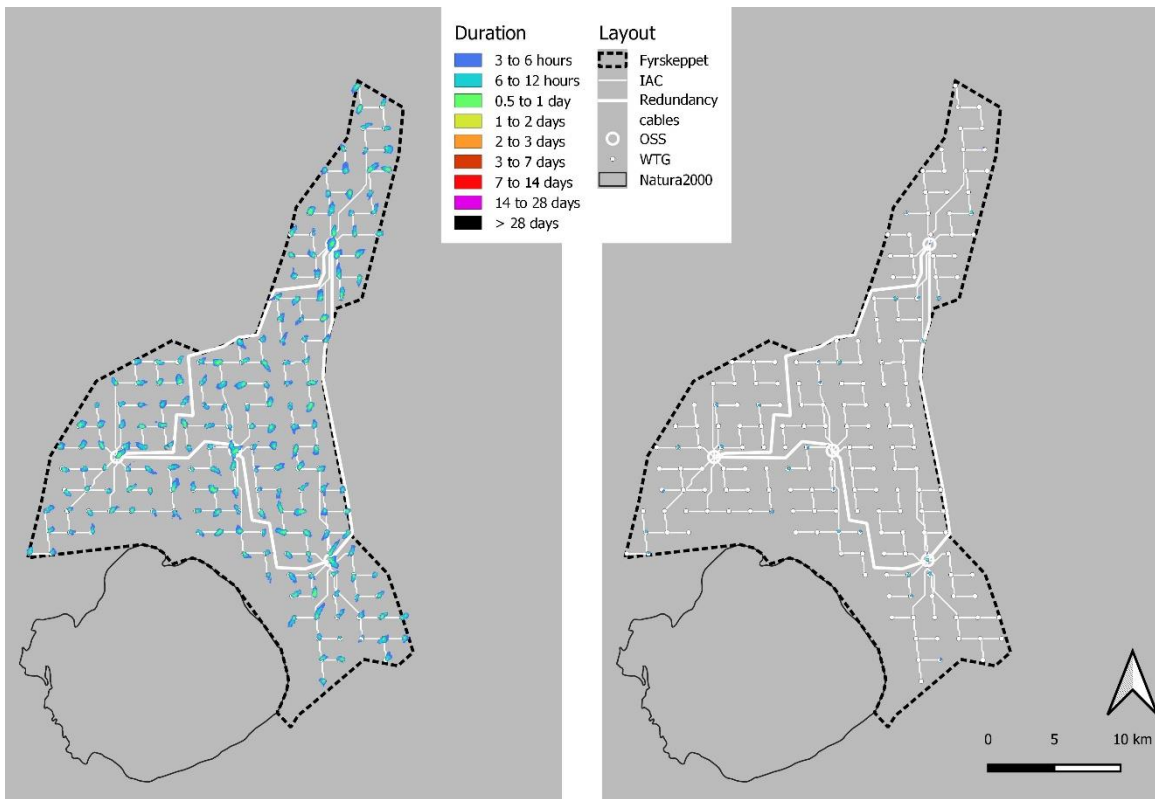 Duration
3 to 6 hours
6 to 12 hours
0.5 to 1 day
1 to 2 days
2 to 3 days
3 to 7 days
7 to 14 days
14 to 28 days
> 28 days
Layout
Fyrskeppet
IAC
Redundancy
cables
OSS
WTG
Natura2000
0 5 10 km